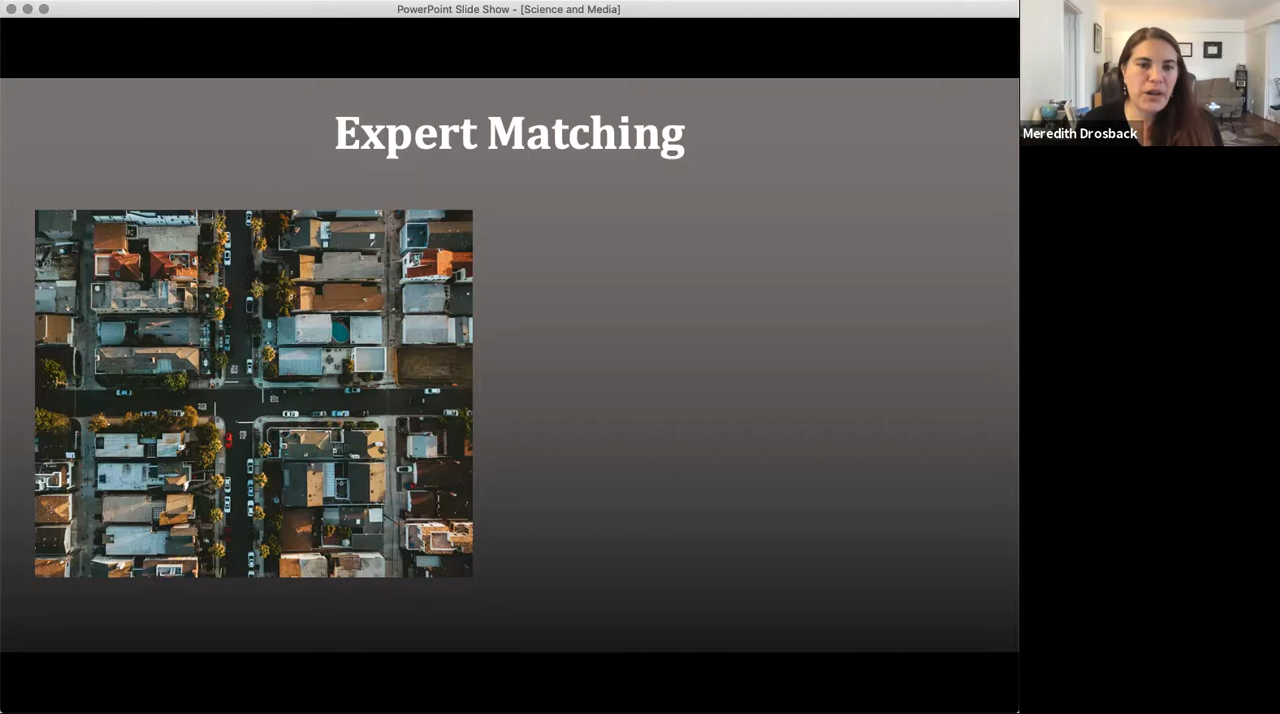 PowerPoint Slide Show - [Science and Media]
Expert Matching
Meredith Drosback